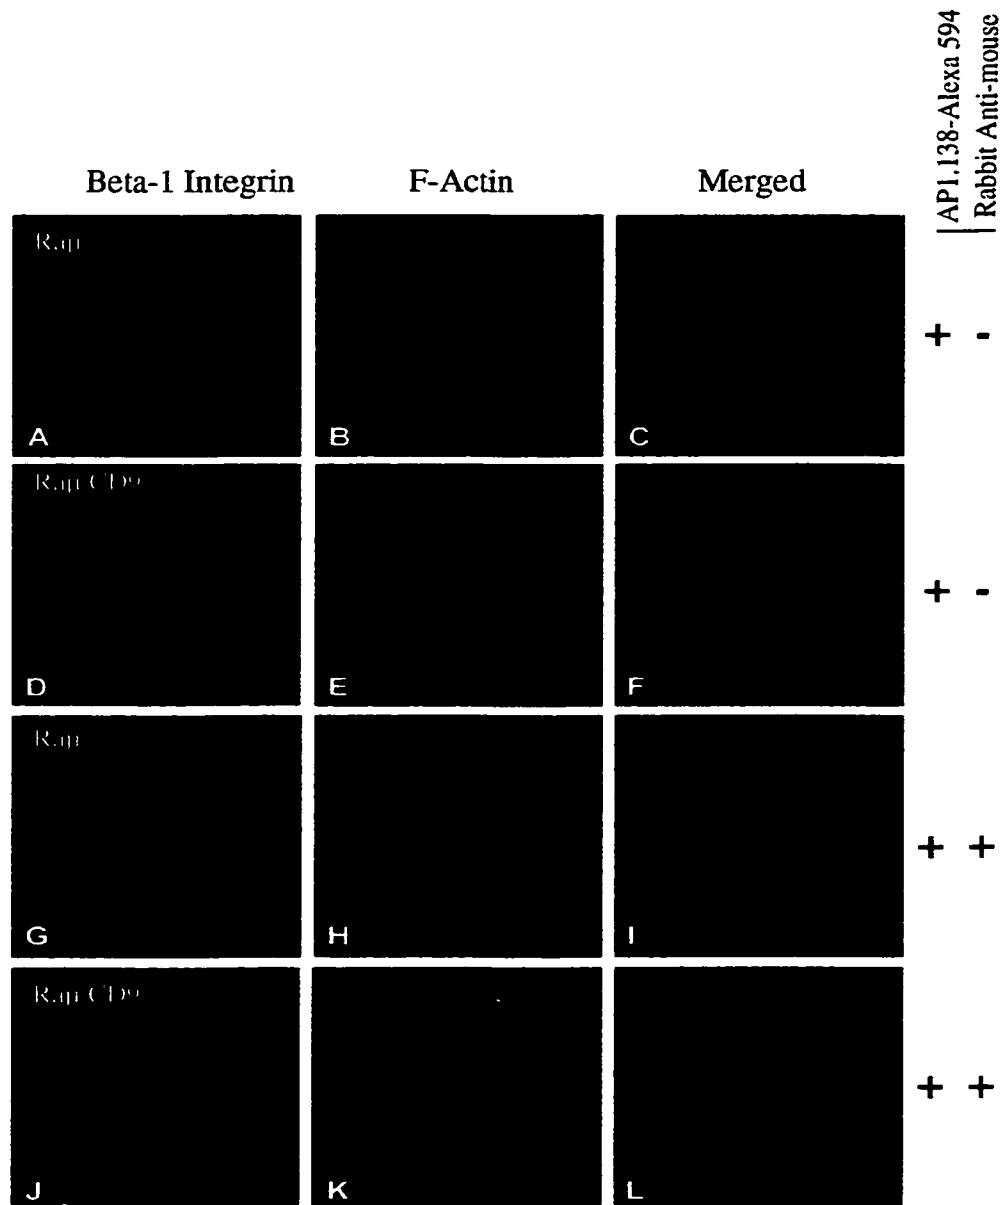 AP1.138-Alexa 594
Rabbit Anti-mouse
Beta-1 Integrin F-Actin Merged
Raji
A B C
+ -
Raji CD9
D E F
+ -
Raji
G H I
+ +
Raji CD9
J K L
+ +